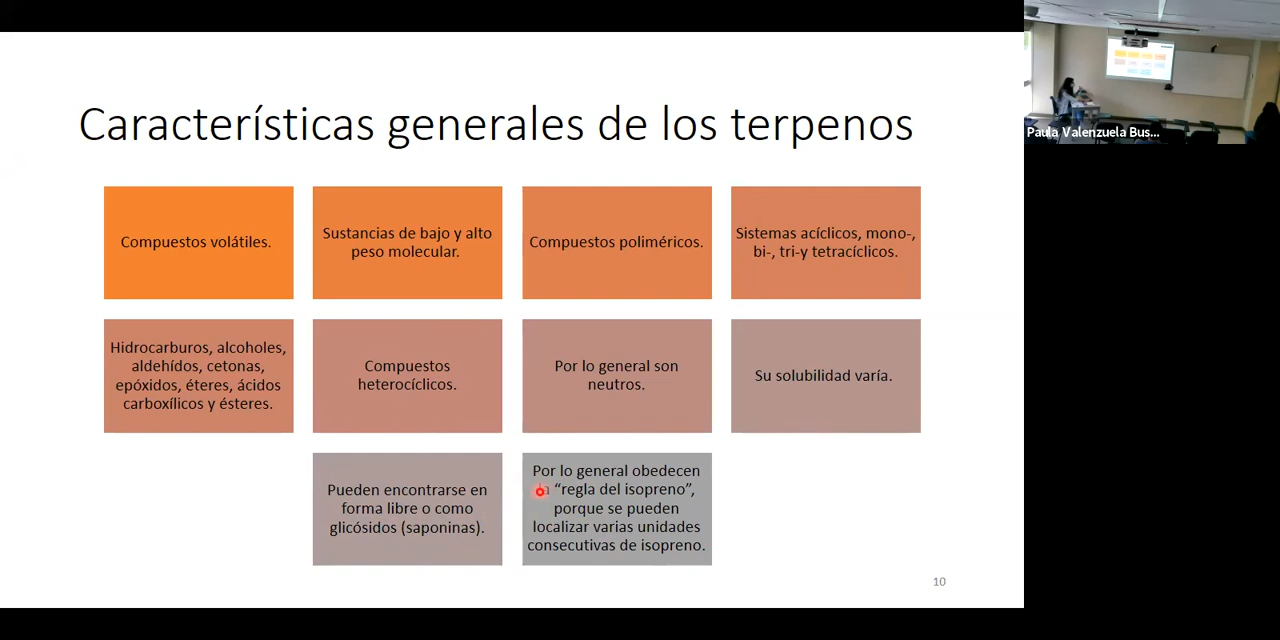 Características generales de los terpenos
Compuestos volátiles.
Sustancias de bajo y alto
peso molecular.
Compuestos poliméricos.
Sistemas acíclicos, mono-,
bi-, tri-y tetracíclicos.
Hidrocarburos, alcoholes,
aldehídos, cetonas,
epóxidos, éteres, ácidos
carboxílicos y ésteres.
Compuestos
heterocíclicos.
Por lo general son
neutros.
Su solubilidad varía.
Pueden encontrarse en
forma libre o como
glicósidos (saponinas).
Por lo general obedecen
“regla del isopreno”,
porque se pueden
localizar varias unidades
consecutivas de isopreno.
10
Paula Valenzuela Bus...